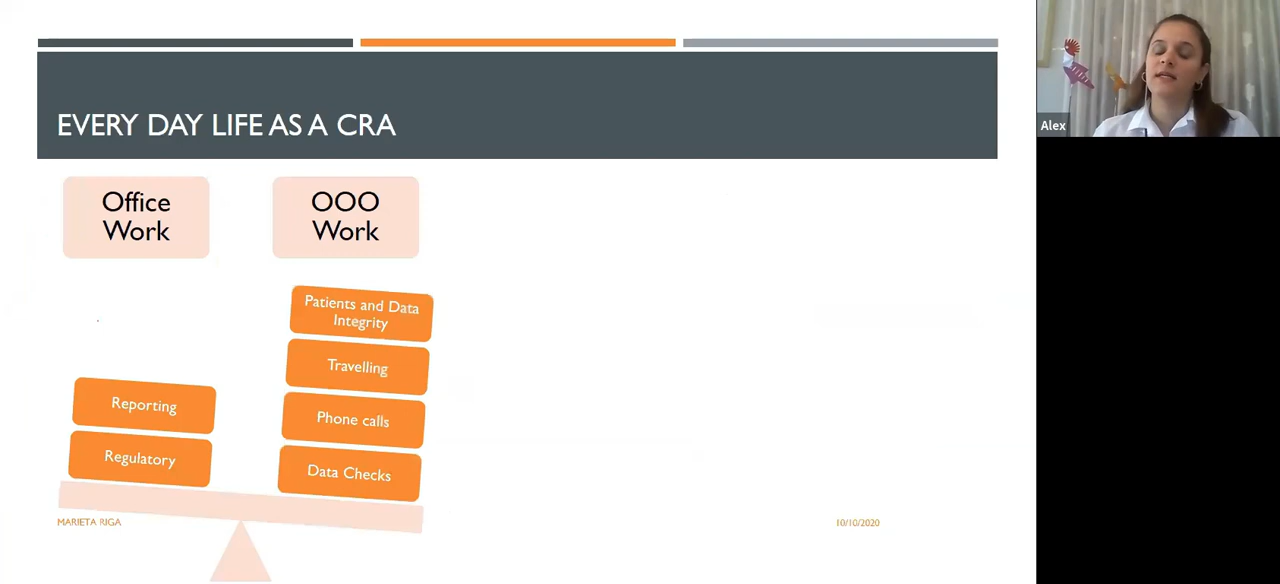 EVERY DAY LIFE AS A CRA
Alex
Office
Work
OOO
Work
Patients and Data
Integrity
Travelling
Phone calls
Data Checks
Reporting
Regulatory
MARIETA RIGA
10/10/2020